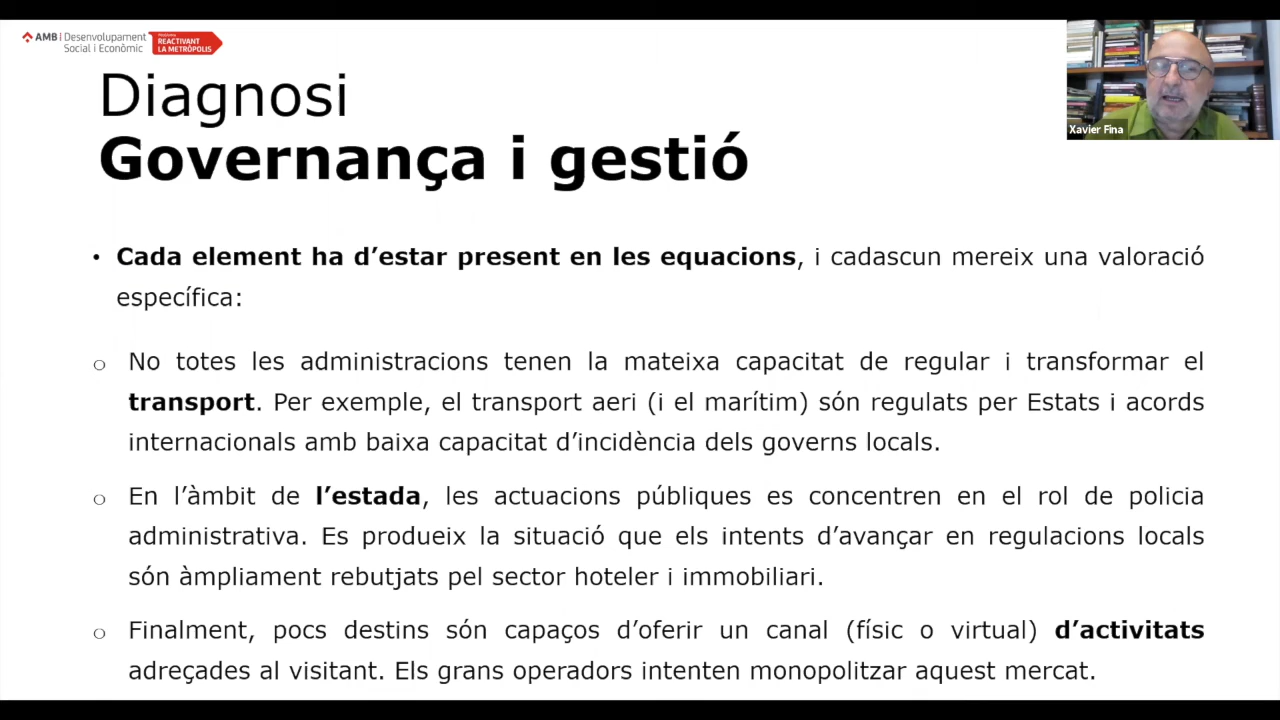 AMB Desenvolupament
Social i Econòmic
PROGRAMA
REACTIVANT
LA METRÒPOLIS
Diagnosi
Governança i gestió
Xavier Fina
• Cada element ha d’estar present en les equacions, i cadascun mereix una valoració
específica:
o No totes les administracions tenen la mateixa capacitat de regular i transformar el
transport. Per exemple, el transport aeri (i el marítim) són regulats per Estats i acords
internacionals amb baixa capacitat d’incidència dels governs locals.
o En l’àmbit de l’estada, les actuacions públiques es concentren en el rol de policia
administrativa. Es produeix la situació que els intents d’avançar en regulacions locals
són àmpliament rebutjats pel sector hoteler i immobiliari.
o Finalment, pocs destins són capaços d’oferir un canal (físic o virtual) d’activitats
adreçades al visitant. Els grans operadors intenten monopolitzar aquest mercat.